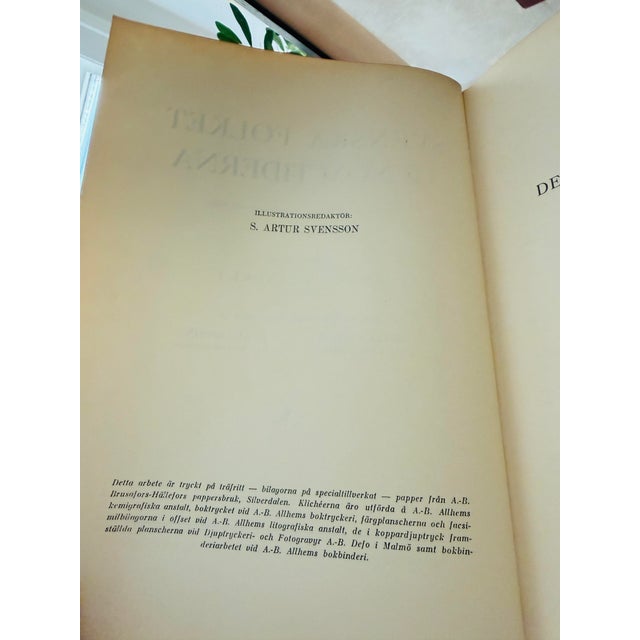 ILLUSTRATIONSREDAKTÖR:
S. ARTUR SVENSSON
DE
Detta arbete är tryckt på träfritt — bilagorna på specialtillverkat — papper från A.-B.
Brusafors-Hällefors pappersbruk, Silverdalen. Klichéerna äro utförda å A.-B. Allhems
kemigrafiska anstalt, boktrycket vid A.-B. Allhems boktryckeri, färgplanscherna och facsi-
milbilagorna i offset vid A.-B. Allhems litografiska anstalt, de i koppardjuptryck fram-
ställda planscherna vid Djuptryckeri- och Fotogravyr A.-B. Defo i Malmö samt bokbin-
deriarbetet vid A.-B. Allhems bokbinderi.